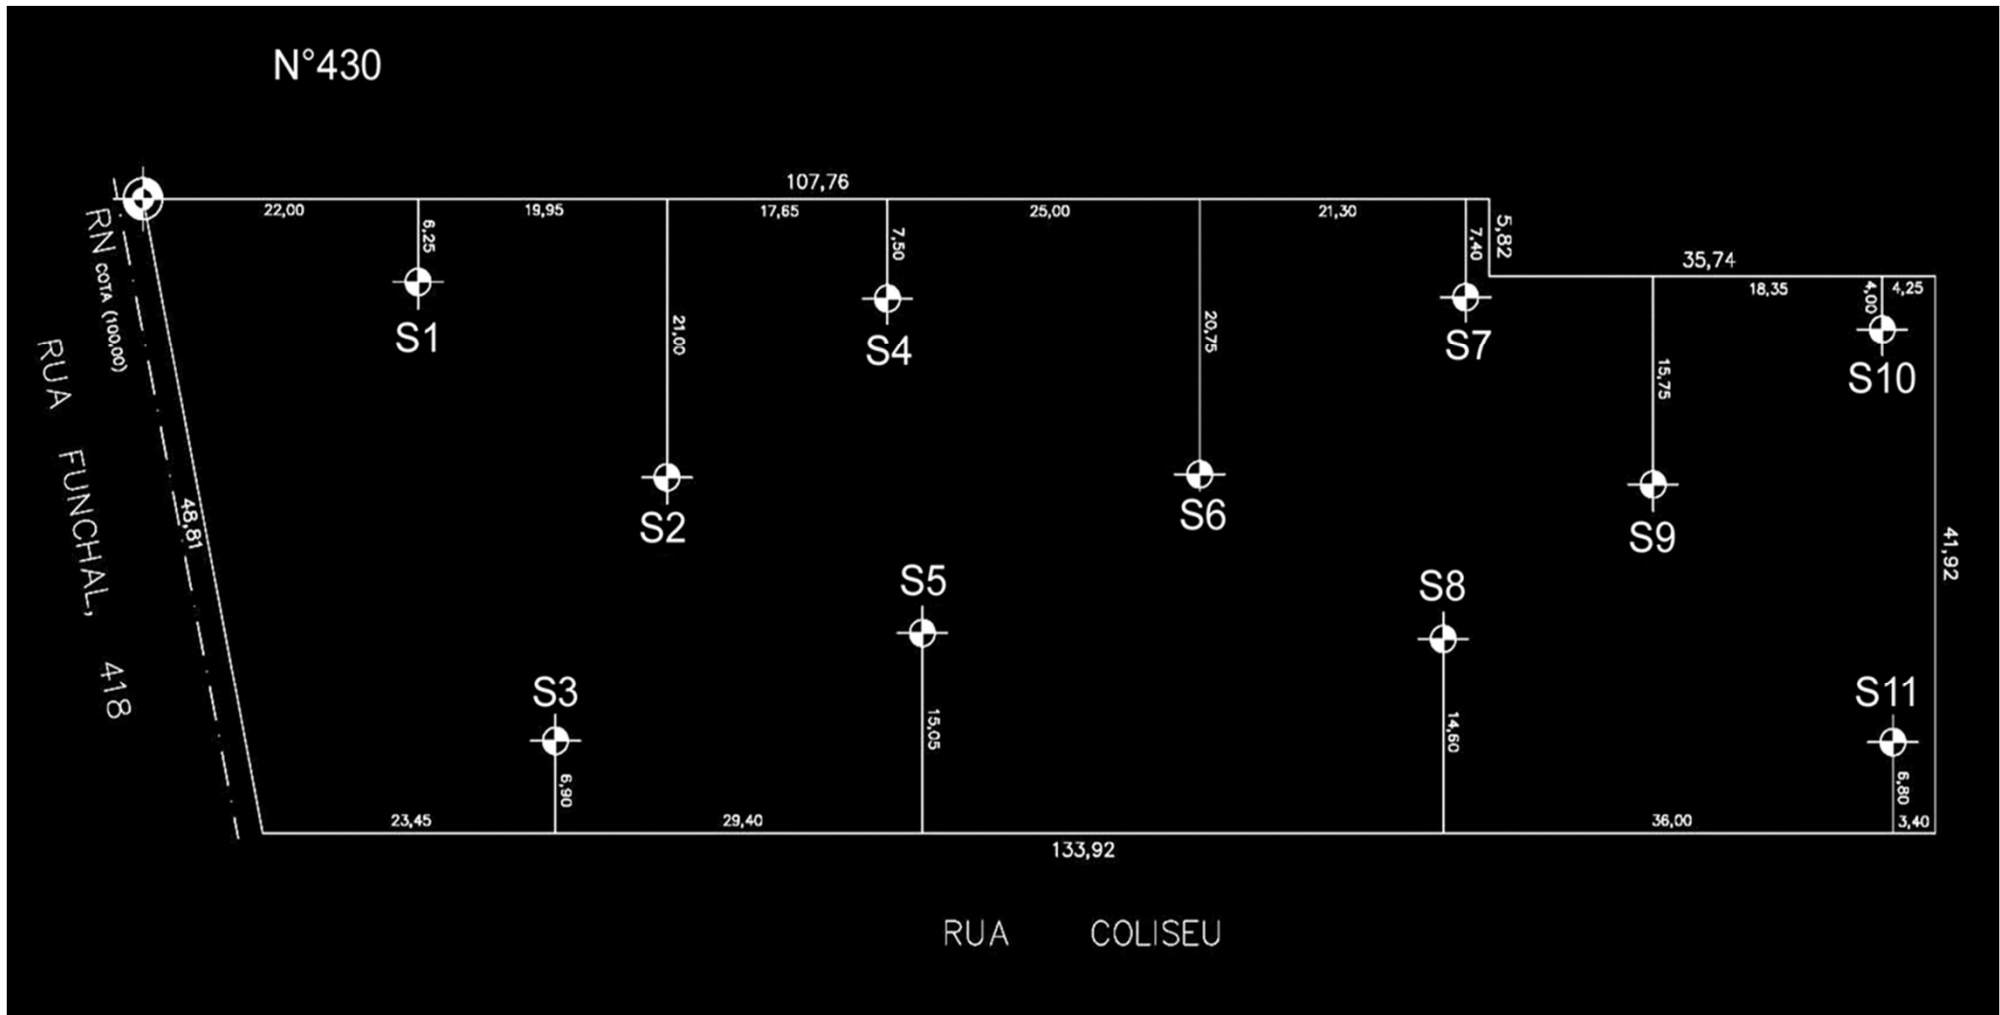 N°430
107,76
22,00
19,95
17,65
25,00
21,30
5,82
35,74
18,35
4,25
RN COTA (100,00)
6,25
21,00
7,50
20,75
7,40
15,75
4,00
S1
S4
S7
S10
S2
S6
S9
S5
S8
S3
S11
RUA FUNCHAL, 418
48,81
41,92
6,90
15,05
14,60
6,80
23,45
29,40
36,00
3,40
133,92
RUA COLISEU